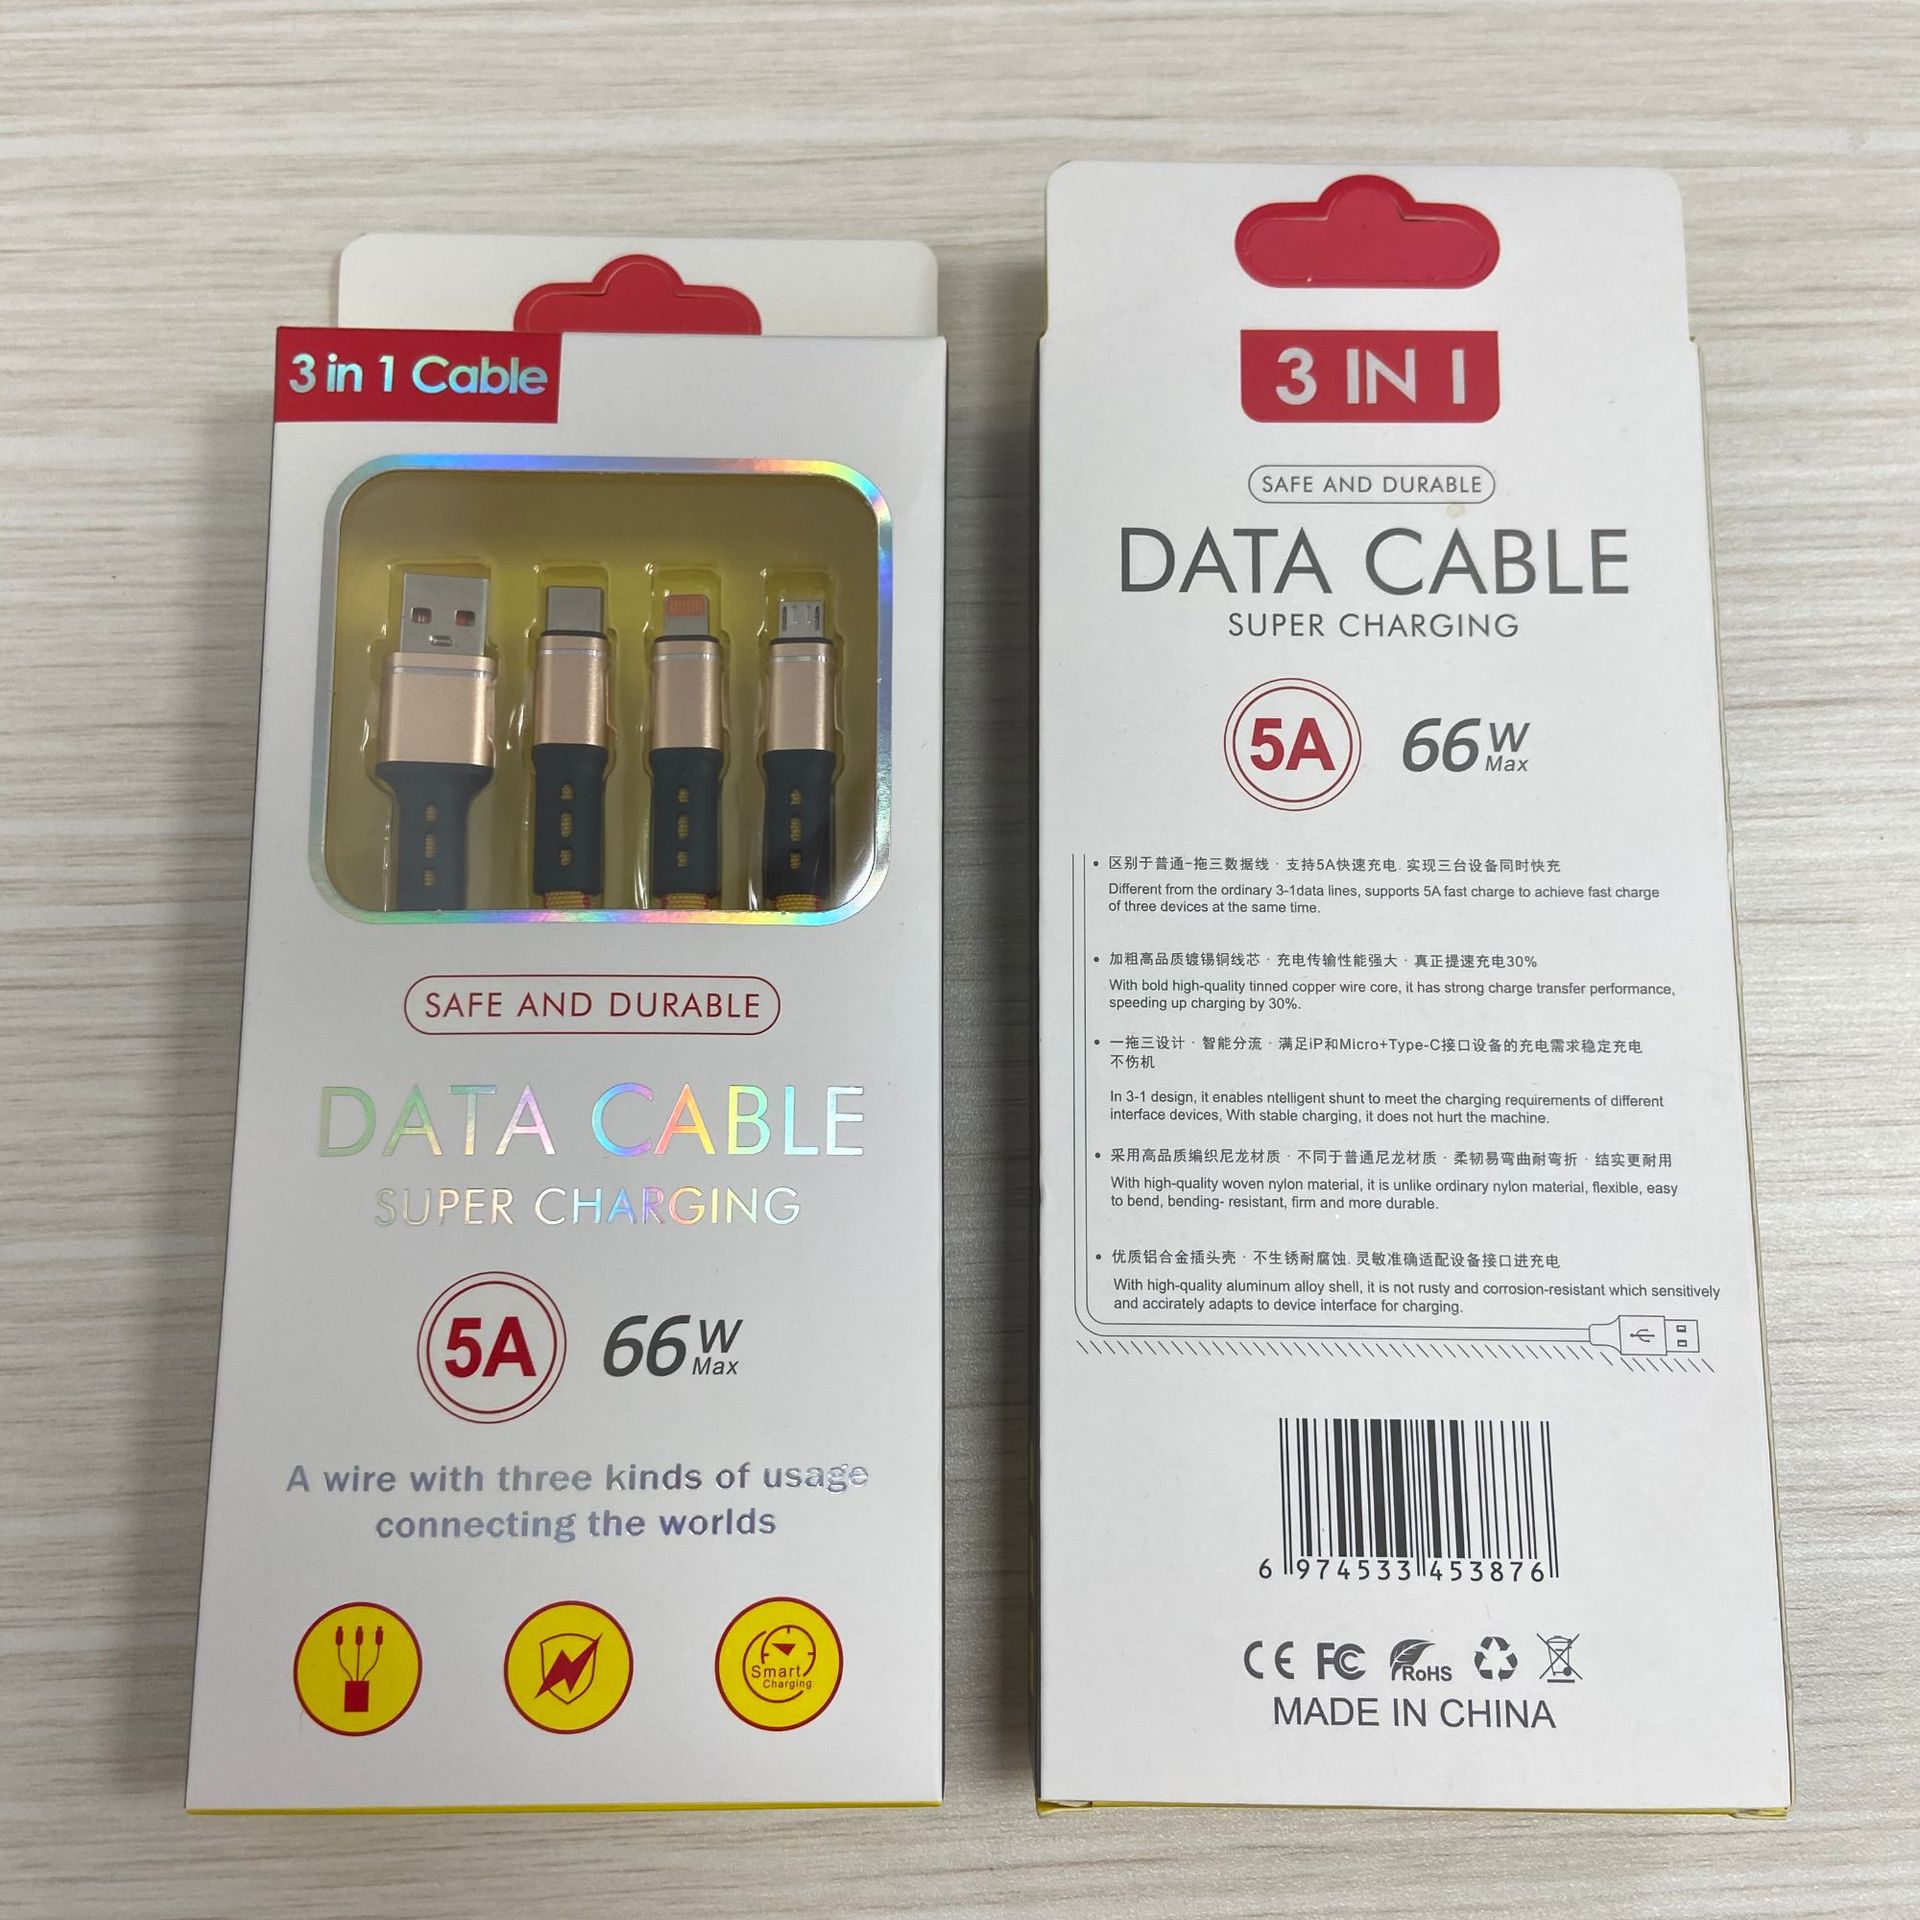 3 in 1 Cable
SAFE AND DURABLE
DATA CABLE
SUPER CHARGING
5A
66W
Max
A wire with three kinds of usage
connecting the worlds
Smart
Charging
3 IN 1
SAFE AND DURABLE
DATA CABLE
SUPER CHARGING
5A
66W
Max
• 区别于普通-拖三数据线 · 支持5A快速充电. 实现三台设备同时快充
Different from the ordinary 3-1data lines, supports 5A fast charge to achieve fast charge
of three devices at the same time.
• 加粗高品质镀锡铜线芯 · 充电传输性能强大 · 真正提速充电30%
With bold high-quality tinned copper wire core, it has strong charge transfer performance,
speeding up charging by 30%.
• 一拖三设计 · 智能分流 · 满足iP和Micro+Type-C接口设备的充电需求稳定充电
不伤机
In 3-1 design, it enables ntelligent shunt to meet the charging requirements of different
interface devices, With stable charging, it does not hurt the machine.
• 采用高品质编织尼龙材质 · 不同于普通尼龙材质 · 柔韧易弯曲耐弯折 · 结实更耐用
With high-quality woven nylon material, it is unlike ordinary nylon material, flexible, easy
to bend, bending- resistant, firm and more durable.
• 优质铝合金插头壳 · 不生锈耐腐蚀. 灵敏准确适配设备接口进充电
With high-quality aluminum alloy shell, it is not rusty and corrosion-resistant which sensitively
and accirately adapts to device interface for charging.
6 974533 453876
CE FC RoHS
MADE IN CHINA